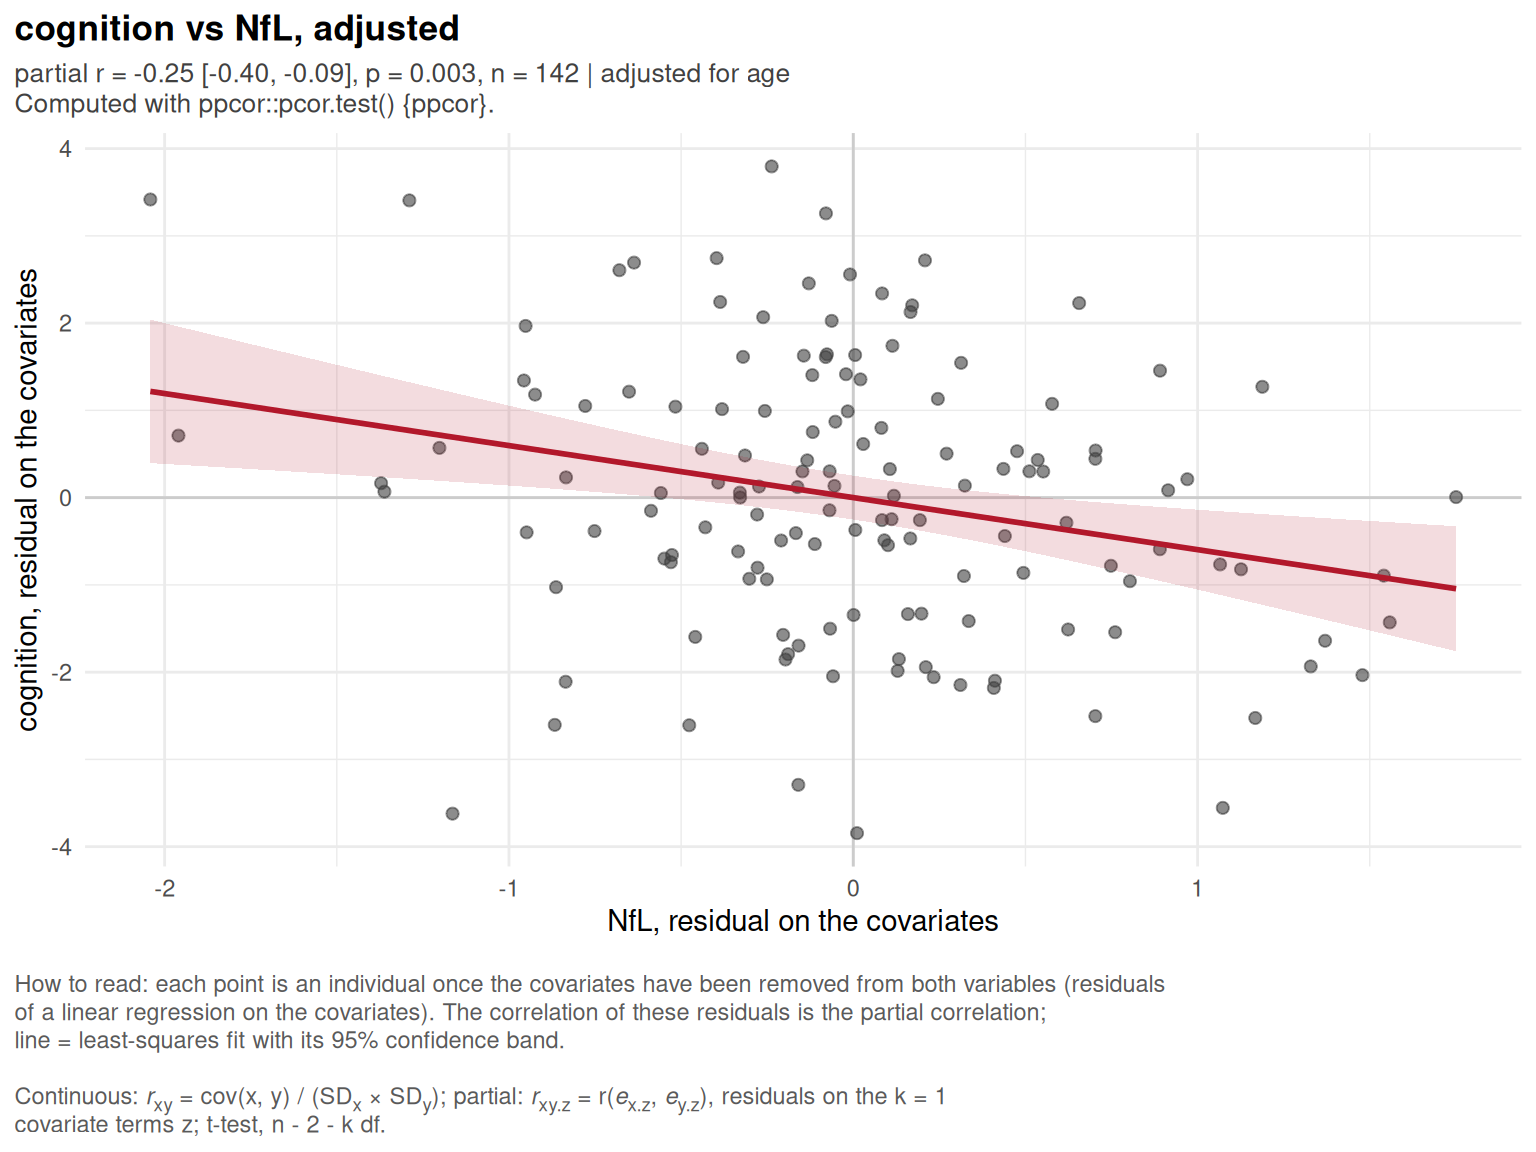 cognition vs NfL, adjusted
partial r = -0.25 [-0.40, -0.09], p = 0.003, n = 142 | adjusted for age
Computed with ppcor::pcor.test() {ppcor}.
cognition, residual on the covariates
4
2
0
-2
-4
-2
-1
0
1
NfL, residual on the covariates
How to read: each point is an individual once the covariates have been removed from both variables (residuals
of a linear regression on the covariates). The correlation of these residuals is the partial correlation;
line = least-squares fit with its 95% confidence band.
Continuous: rxy = cov(x, y) / (SDx × SDy); partial: rxy.z = r(ex.z, ey.z), residuals on the k = 1
covariate terms z; t-test, n - 2 - k df.